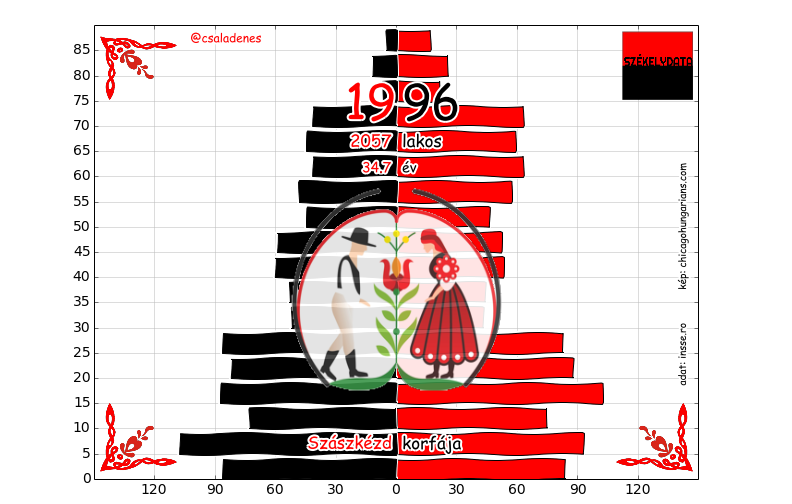 @csaladenes
SZÉKELYDATA
1996
2057 lakos
34.7 év
kép: chicagohungarians.com
adat: insse.ro
Szászkézd korfája
85
80
75
70
65
60
55
50
45
40
35
30
25
20
15
10
5
0
120 90 60 30 0 30 60 90 120